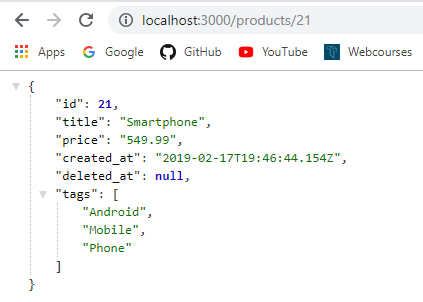 localhost:3000/products/21
Apps Google GitHub YouTube Webcourses
{
"id": 21,
"title": "Smartphone",
"price": "549.99",
"created_at": "2019-02-17T19:46:44.154Z",
"deleted_at": null,
"tags": [
"Android",
"Mobile",
"Phone"
]
}